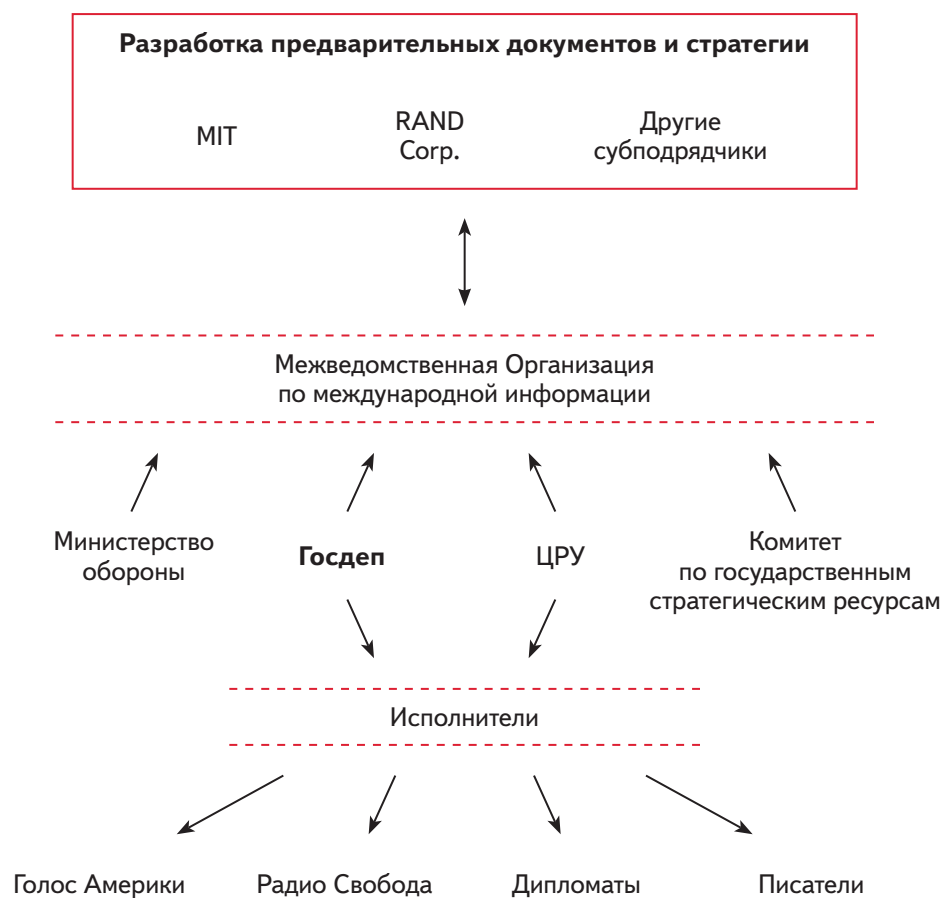 Разработка предварительных документов и стратегии
MIT
RAND
Corp.
Другие
субподрядчики
Межведомственная Организация
по международной информации
Министерство
обороны
Госдеп
ЦРУ
Комитет
по государственным
стратегическим ресурсам
Исполнители
Голос Америки
Радио Свобода
Дипломаты
Писатели